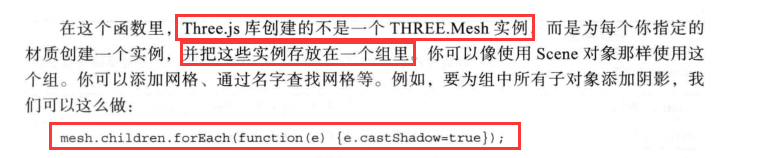 在这个函数里，Three.js 库创建的不是一个 THREE.Mesh 实例，而是为每个你指定的
材质创建一个实例，并把这些实例存放在一个组里。你可以像使用 Scene 对象那样使用这
个组。你可以添加网格、通过名字查找网格等。例如，要为组中所有子对象添加阴影，我
们可以这么做：
mesh.children.forEach(function(e) {e.castShadow=true});